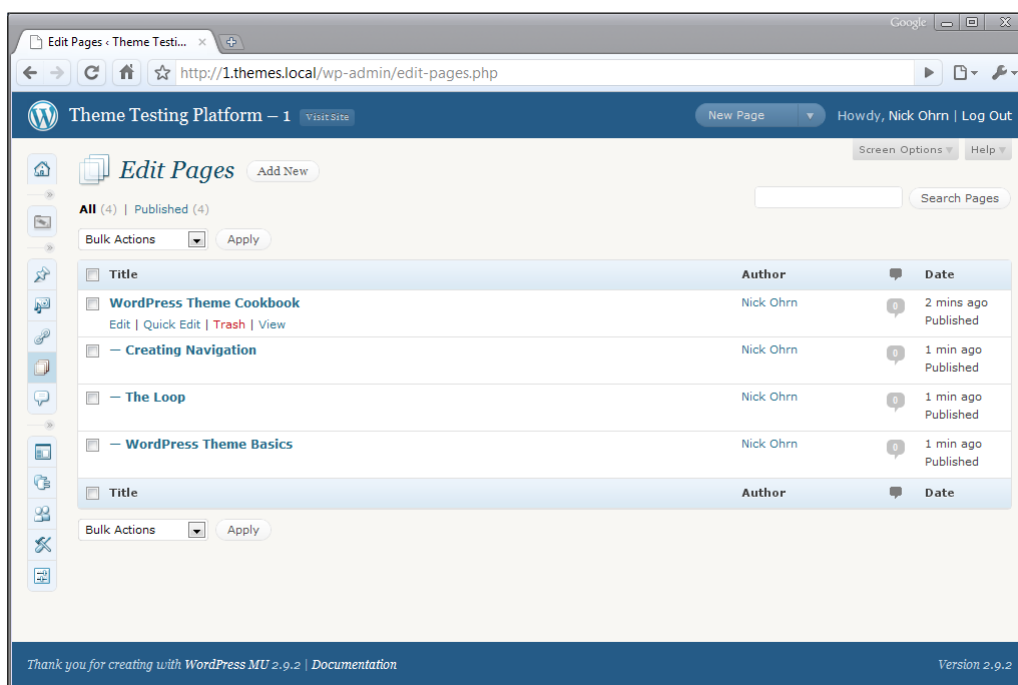 Google
Edit Pages ‹ Theme Testi...
http://1.themes.local/wp-admin/edit-pages.php
Theme Testing Platform – 1 Visit Site New Page Howdy, Nick Ohrn | Log Out
Screen Options Help
Edit Pages Add New
Search Pages
All (4) | Published (4)
Bulk Actions Apply
Title Author Date
WordPress Theme Cookbook Nick Ohrn 0 2 mins ago
Edit | Quick Edit | Trash | View Published
— Creating Navigation Nick Ohrn 0 1 min ago
Published
— The Loop Nick Ohrn 0 1 min ago
Published
— WordPress Theme Basics Nick Ohrn 0 1 min ago
Published
Title Author Date
Bulk Actions Apply
Thank you for creating with WordPress MU 2.9.2 | Documentation Version 2.9.2